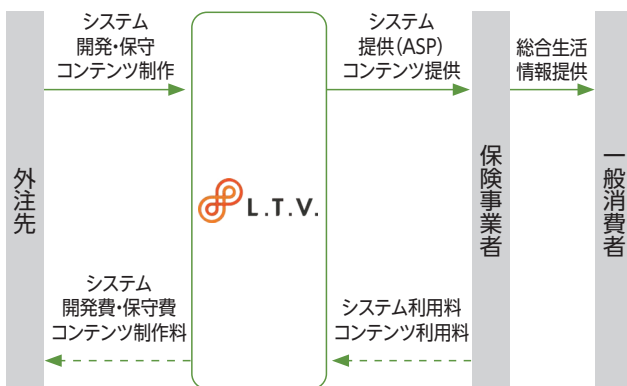 システム
開発・保守
コンテンツ制作
システム
提供(ASP)
コンテンツ提供
総合生活
情報提供
外注先
L.T.V.
保険事業者
一般消費者
システム
開発費・保守費
コンテンツ制作料
システム利用料
コンテンツ利用料